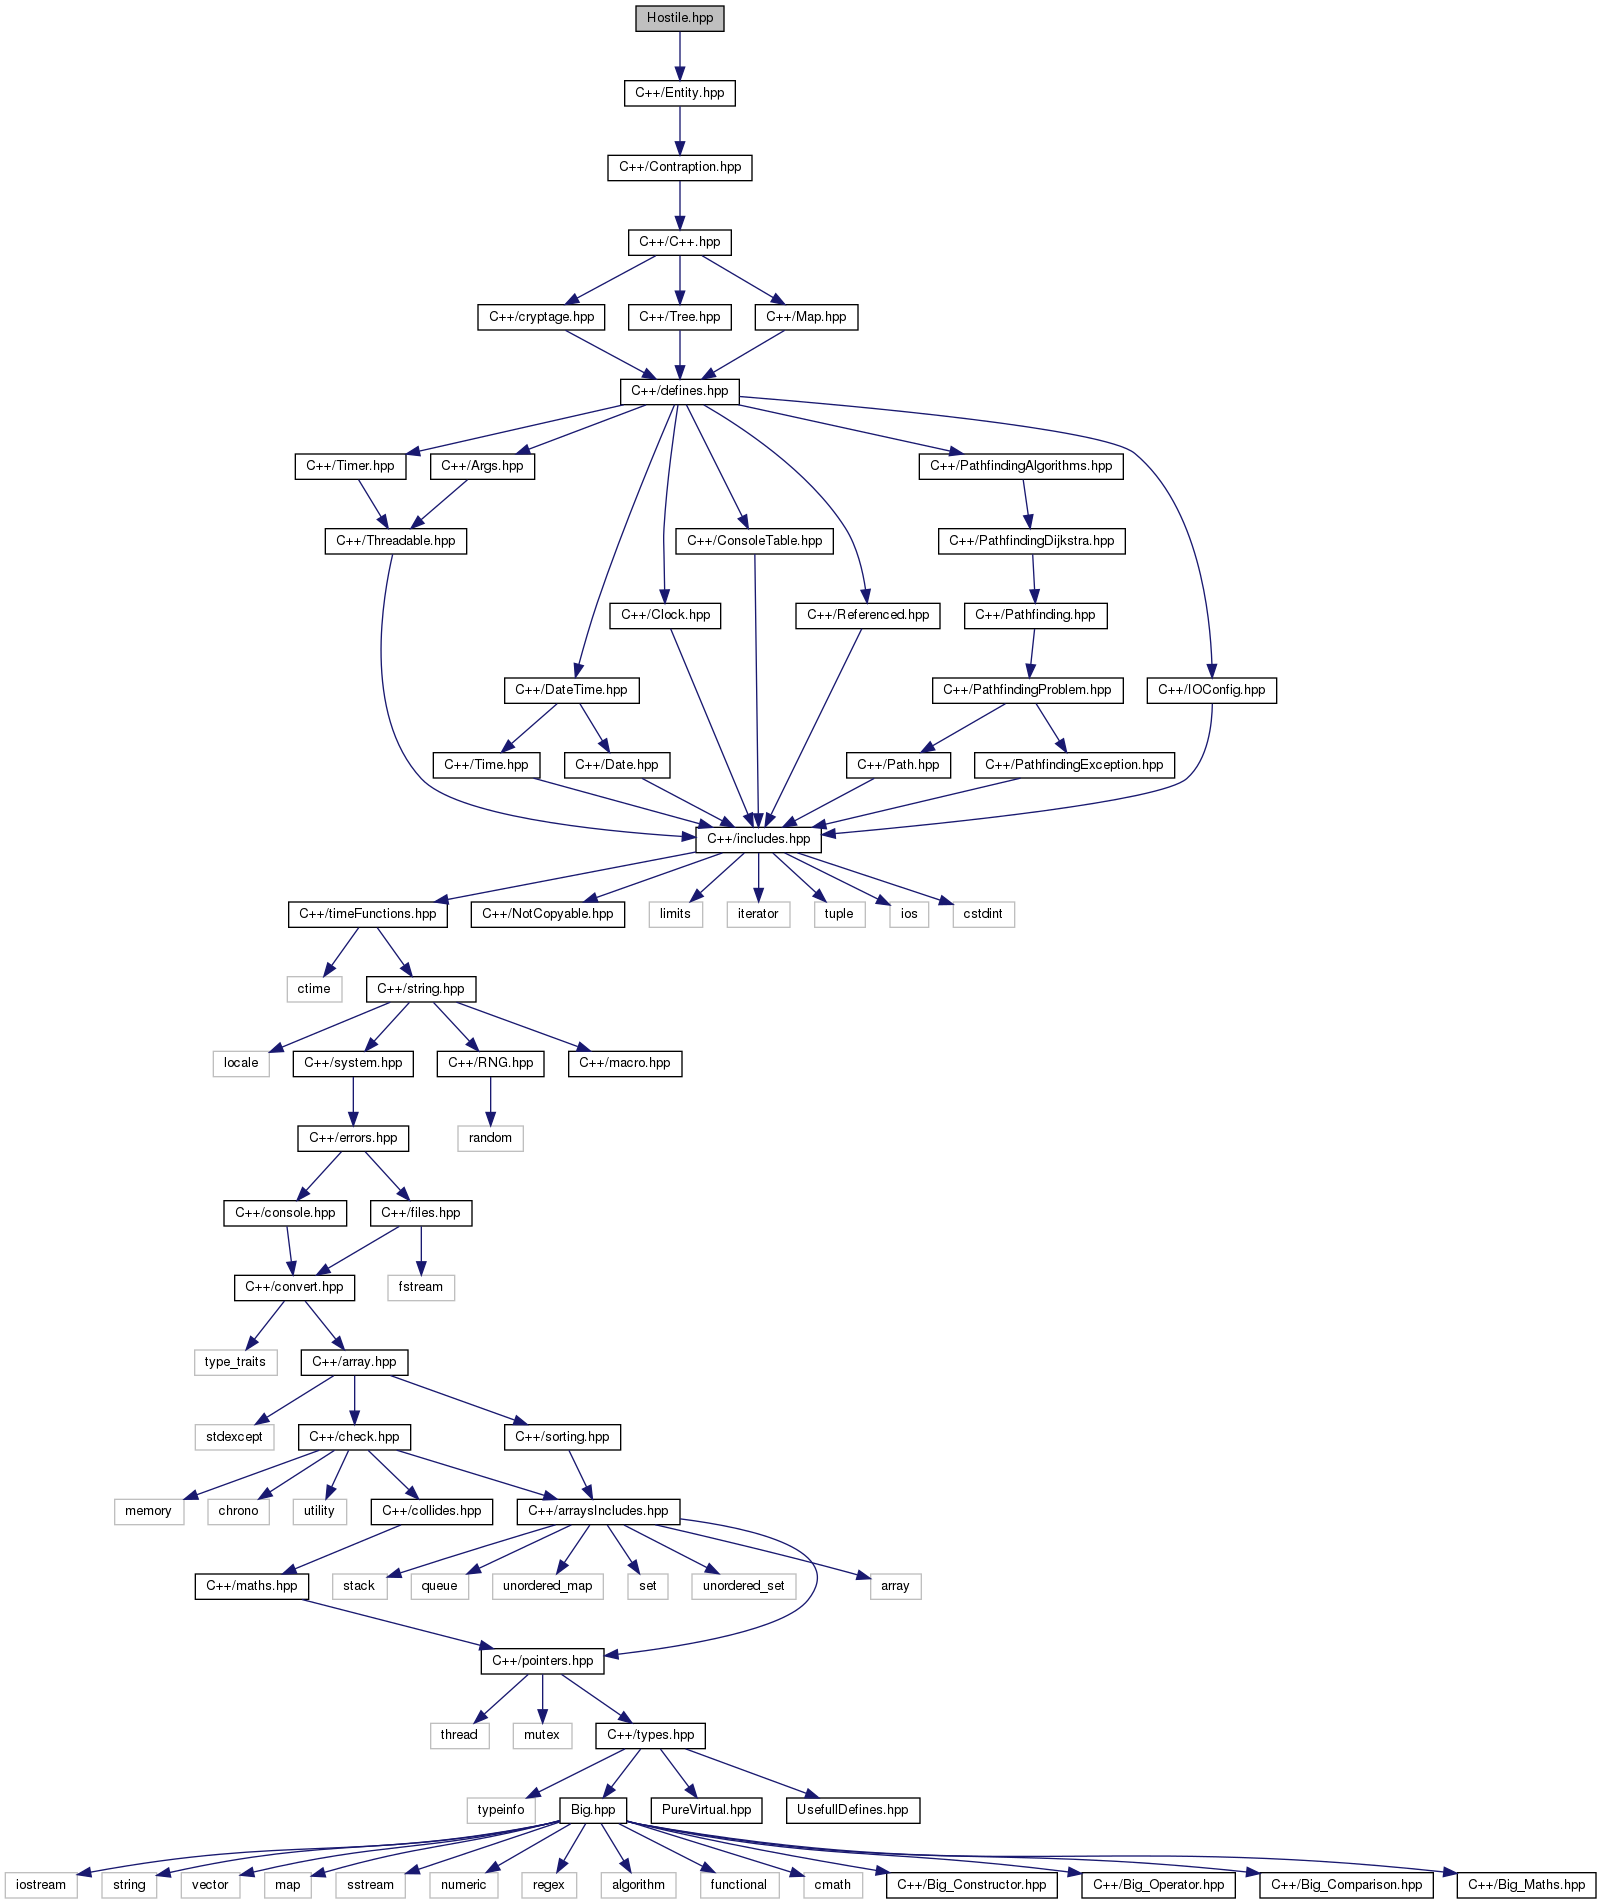 Hostile.hpp
C++/Entity.hpp
C++/Contraption.hpp
C++/C++.hpp
C++/cryptage.hpp
C++/Tree.hpp
C++/Map.hpp
C++/defines.hpp
C++/Timer.hpp
C++/Args.hpp
C++/PathfindingAlgorithms.hpp
C++/Threadable.hpp
C++/ConsoleTable.hpp
C++/PathfindingDijkstra.hpp
C++/Clock.hpp
C++/Referenced.hpp
C++/Pathfinding.hpp
C++/DateTime.hpp
C++/PathfindingProblem.hpp
C++/IOConfig.hpp
C++/Time.hpp
C++/Date.hpp
C++/Path.hpp
C++/PathfindingException.hpp
C++/includes.hpp
C++/timeFunctions.hpp
C++/NotCopyable.hpp
limits
iterator
tuple
ios
cstdint
ctime
C++/string.hpp
locale
C++/system.hpp
C++/RNG.hpp
C++/macro.hpp
C++/errors.hpp
random
C++/console.hpp
C++/files.hpp
C++/convert.hpp
fstream
type_traits
C++/array.hpp
stdexcept
C++/check.hpp
C++/sorting.hpp
memory
chrono
utility
C++/collides.hpp
C++/arraysIncludes.hpp
C++/maths.hpp
stack
queue
unordered_map
set
unordered_set
array
C++/pointers.hpp
thread
mutex
C++/types.hpp
typeinfo
Big.hpp
PureVirtual.hpp
UsefullDefines.hpp
iostream
string
vector
map
sstream
numeric
regex
algorithm
functional
cmath
C++/Big_Constructor.hpp
C++/Big_Operator.hpp
C++/Big_Comparison.hpp
C++/Big_Maths.hpp